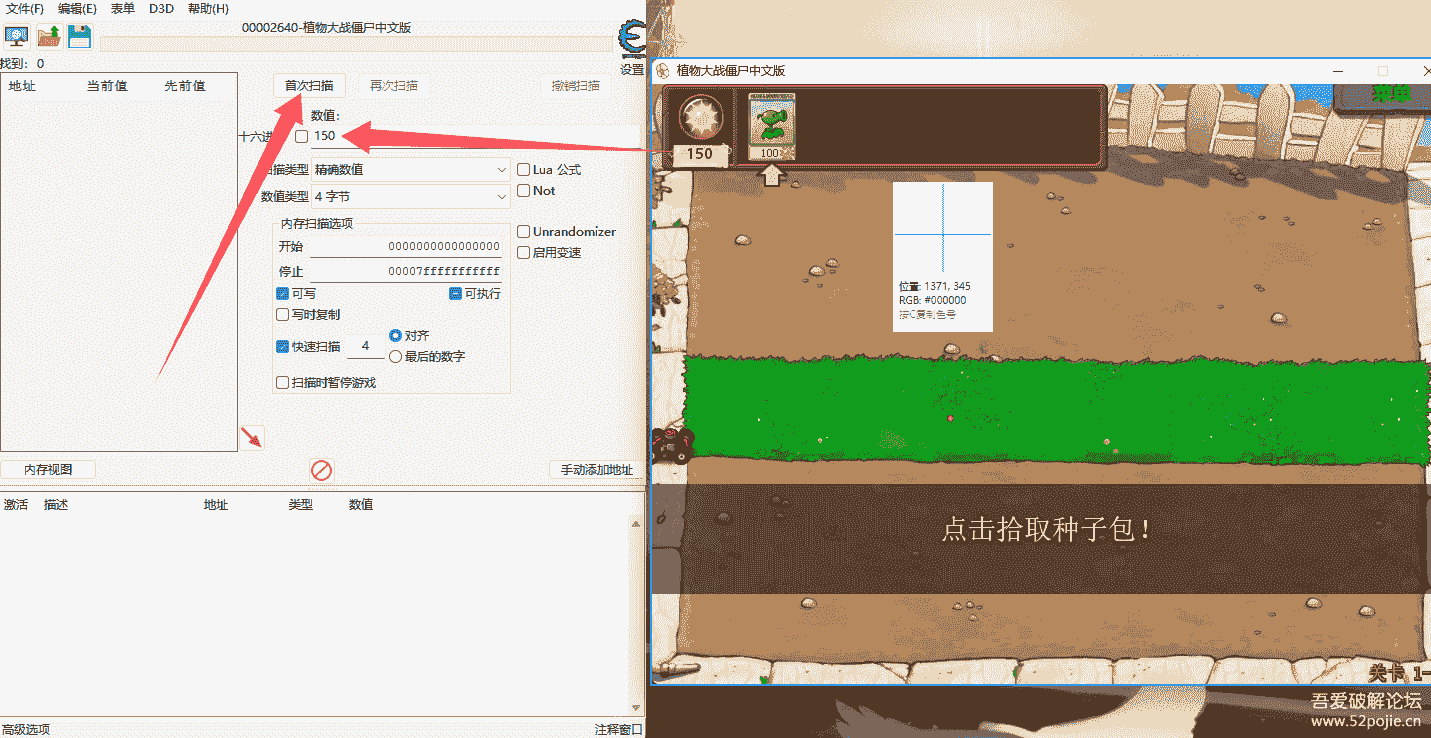 文件(F) 编辑(E) 表单 D3D 帮助(H)
00002640-植物大战僵尸中文版
找到: 0
设置
地址 当前值 先前值
首次扫描 再次扫描 撤销扫描
数值:
十六进 150
扫描类型 精确数值
Lua 公式
数值类型 4 字节
Not
内存扫描选项
开始 0000000000000000
停止 00007fffffffffff
Unrandomizer
启用变速
可写 可执行
写时复制
快速扫描 4 对齐
最后的数字
扫描时暂停游戏
内存视图 手动添加地址
激活 描述 地址 类型 数值
高级选项 注释窗口
植物大战僵尸中文版
菜单
150
100
位置: 1371, 345
RGB: #000000
按C复制色号
点击拾取种子包!
关卡 1-
吾爱破解论坛
www.52pojie.cn